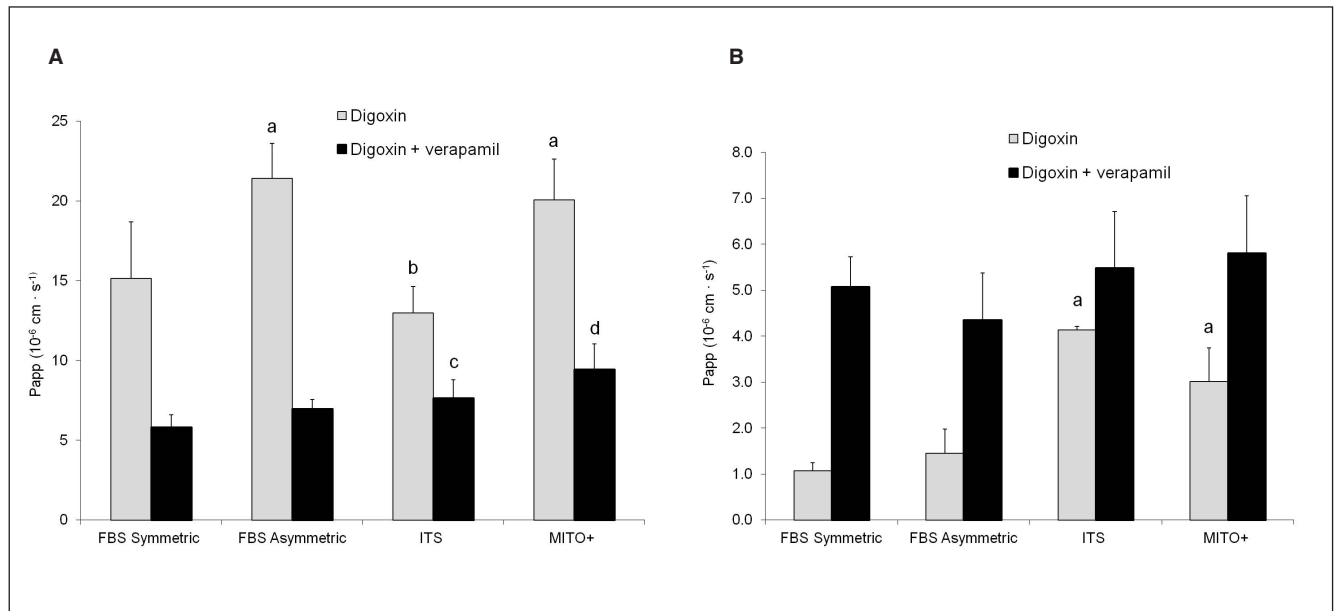 A
Digoxin
Digoxin + verapamil
25
20
15
10
5
0
Papp (10⁻⁶ cm · s⁻¹)
a
a
b
c
d
FBS Symmetric
FBS Asymmetric
ITS
MITO+
B
Digoxin
Digoxin + verapamil
8.0
7.0
6.0
5.0
4.0
3.0
2.0
1.0
0.0
Papp (10⁻⁶ cm · s⁻¹)
a
a
FBS Symmetric
FBS Asymmetric
ITS
MITO+